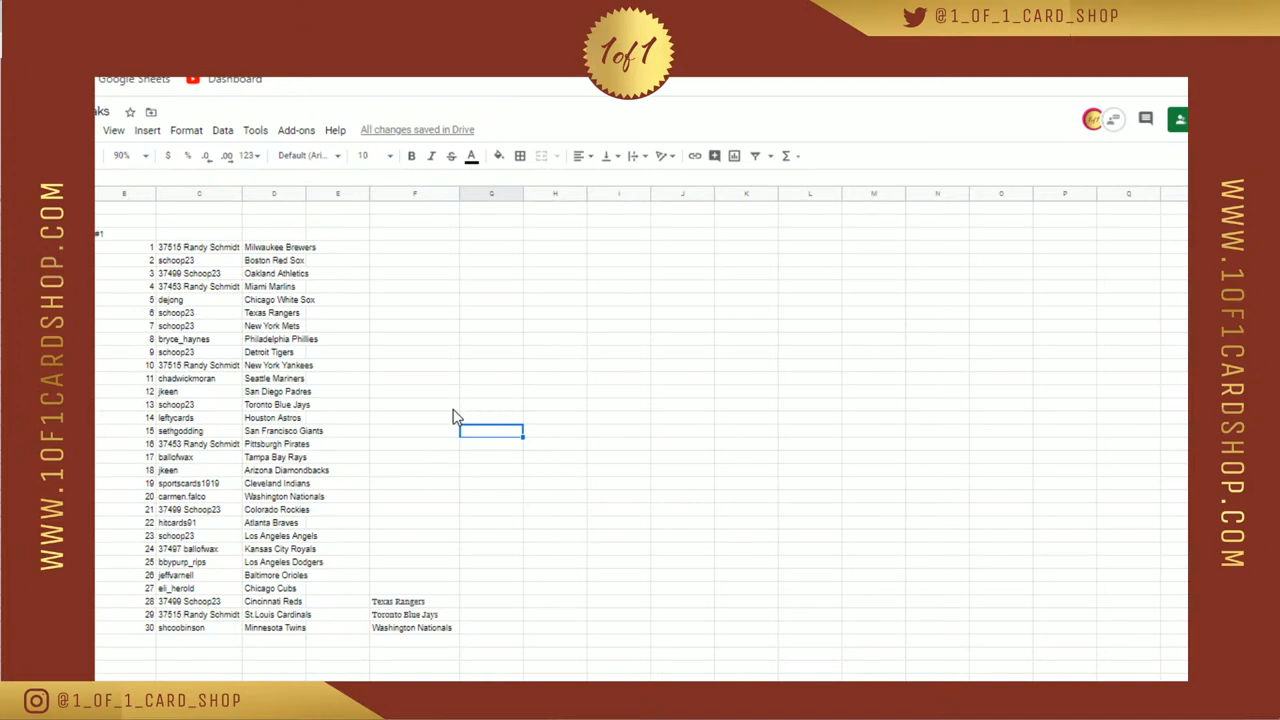 @1_OF_1_CARD_SHOP
1of1
Google Sheets Dashboard
aks
View Insert Format Data Tools Add-ons Help All changes saved in Drive
90% $ % .0 .00 123 Default (Ari... 10 B I S A
B C D E F G H I J K L M N O P Q
#1
1 37515 Randy Schmidt Milwaukee Brewers
2 schoop23 Boston Red Sox
3 37499 Schoop23 Oakland Athletics
4 37453 Randy Schmidt Miami Marlins
5 dejong Chicago White Sox
6 schoop23 Texas Rangers
7 schoop23 New York Mets
8 bryce_haynes Philadelphia Phillies
9 schoop23 Detroit Tigers
10 37515 Randy Schmidt New York Yankees
11 chadwickmoran Seattle Mariners
12 jkeen San Diego Padres
13 schoop23 Toronto Blue Jays
14 leftycards Houston Astros
15 sethgodding San Francisco Giants
16 37453 Randy Schmidt Pittsburgh Pirates
17 ballofwax Tampa Bay Rays
18 jkeen Arizona Diamondbacks
19 sportscards1919 Cleveland Indians
20 carmen.falco Washington Nationals
21 37499 Schoop23 Colorado Rockies
22 hitcards91 Atlanta Braves
23 schoop23 Los Angeles Angels
24 37497 ballofwax Kansas City Royals
25 bbypurp_rips Los Angeles Dodgers
26 jeffvarnell Baltimore Orioles
27 eli_herold Chicago Cubs
28 37499 Schoop23 Cincinnati Reds Texas Rangers
29 37515 Randy Schmidt St.Louis Cardinals Toronto Blue Jays
30 shcoobinson Minnesota Twins Washington Nationals
WWW.1OF1CARDSHOP.COM
WWW.1OF1CARDSHOP.COM
@1_OF_1_CARD_SHOP